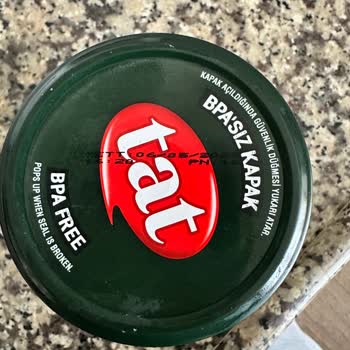 KAPAK AÇILDIĞINDA GÜVENLİK DÜĞMESİ YUKARI ATAR.
BPA'SIZ KAPAK
tat
BPA FREE
POPS UP WHEN SEAL IS BROKEN.